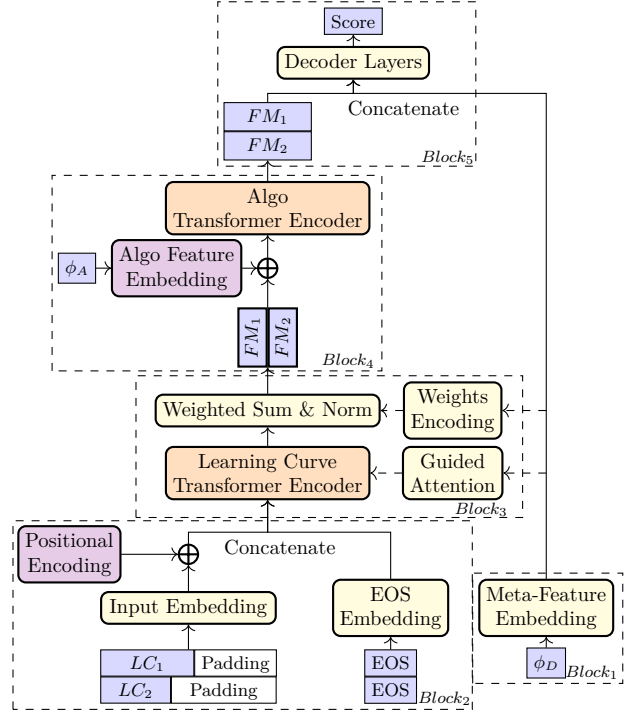 Score
Decoder Layers
Concatenate
FM₁
FM₂
Block₅
Algo
Transformer Encoder
ϕ_A
Algo Feature
Embedding
FM₁
FM₂
Block₄
Weighted Sum & Norm
Weights
Encoding
Learning Curve
Transformer Encoder
Guided
Attention
Block₃
Positional
Encoding
Concatenate
Input Embedding
EOS
Embedding
Meta-Feature
Embedding
LC₁ Padding
LC₂ Padding
EOS
EOS
Block₂
ϕ_D
Block₁